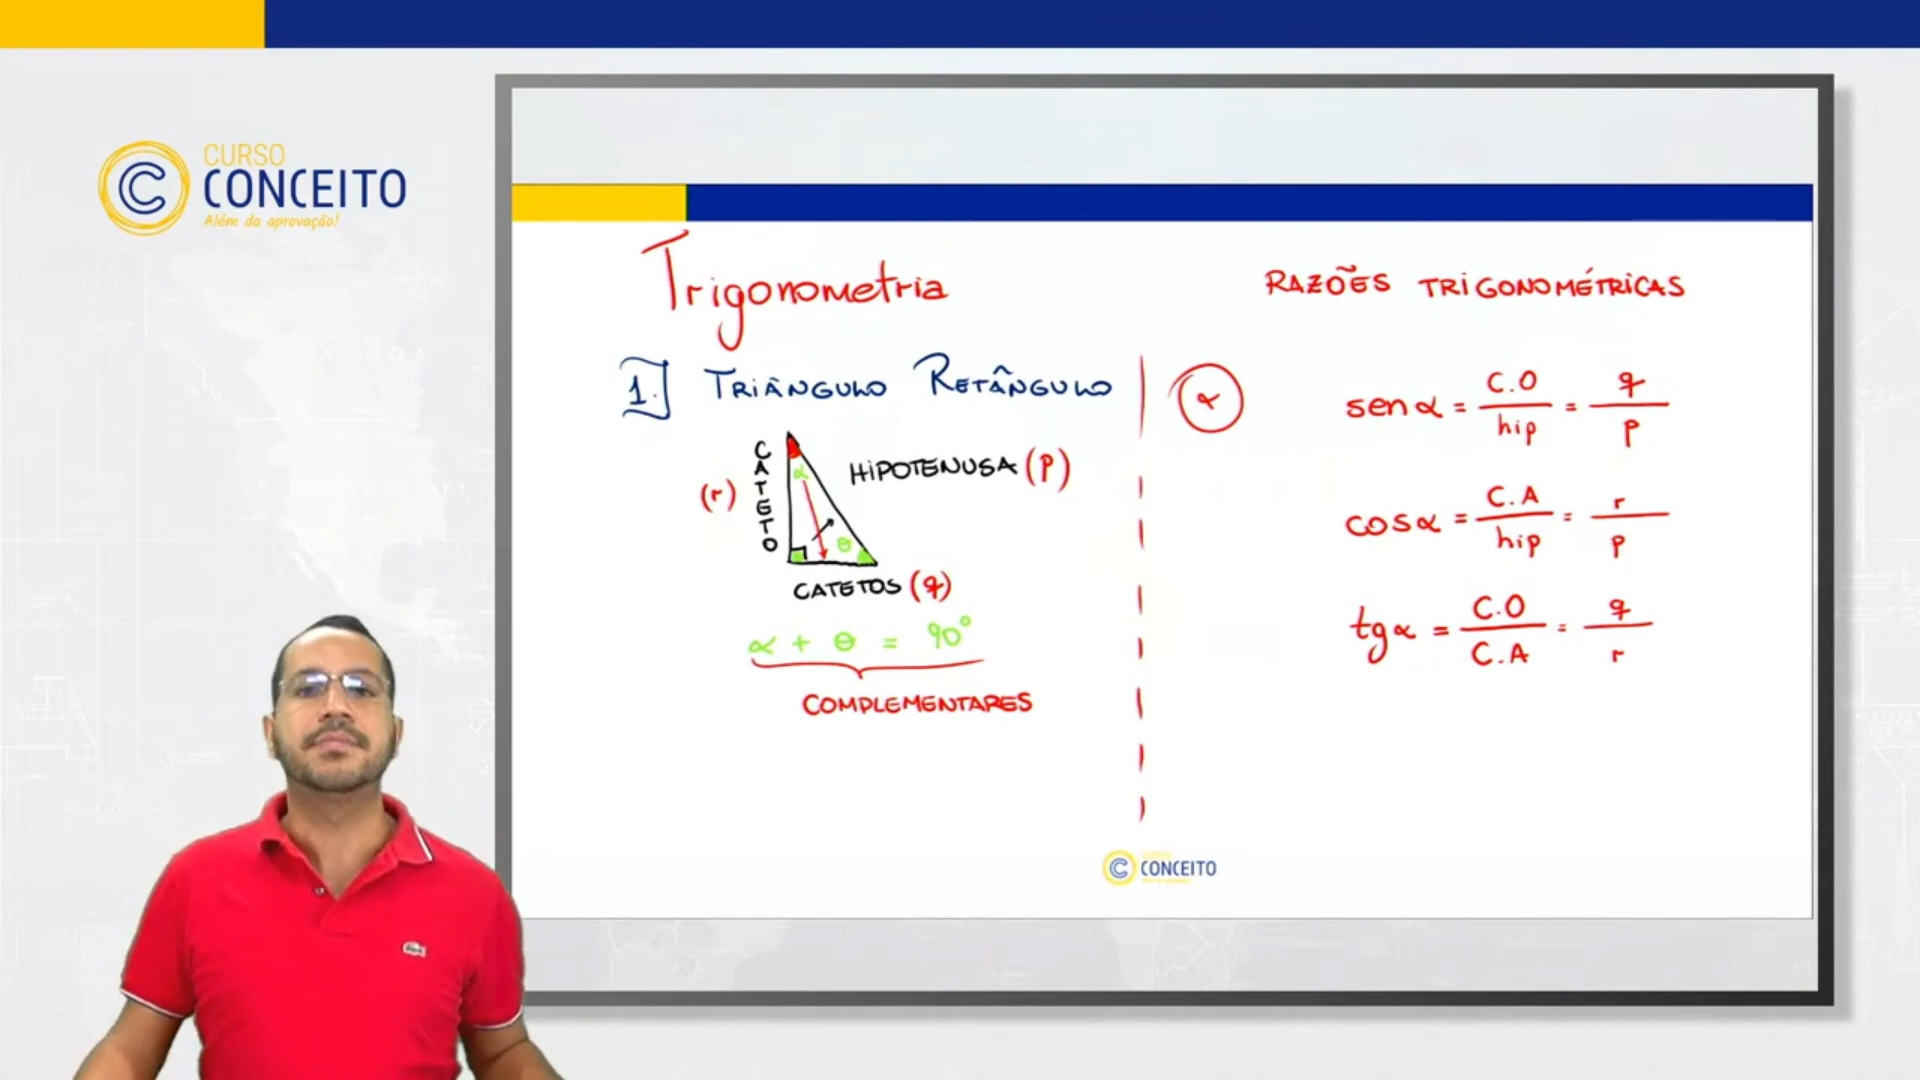 CURSO
CONCEITO
Além da aprovação!
Trigonometria
1. TRIÂNGULO RETÂNGULO
CATETO
(r)
α
HIPOTENUSA (p)
θ
CATETOS (q)
α + θ = 90°
COMPLEMENTARES
RAZÕES TRIGONOMÉTRICAS
α
sen α = C.O / hip = q / p
cos α = C.A / hip = r / p
tg α = C.O / C.A = q / r
CONCEITO